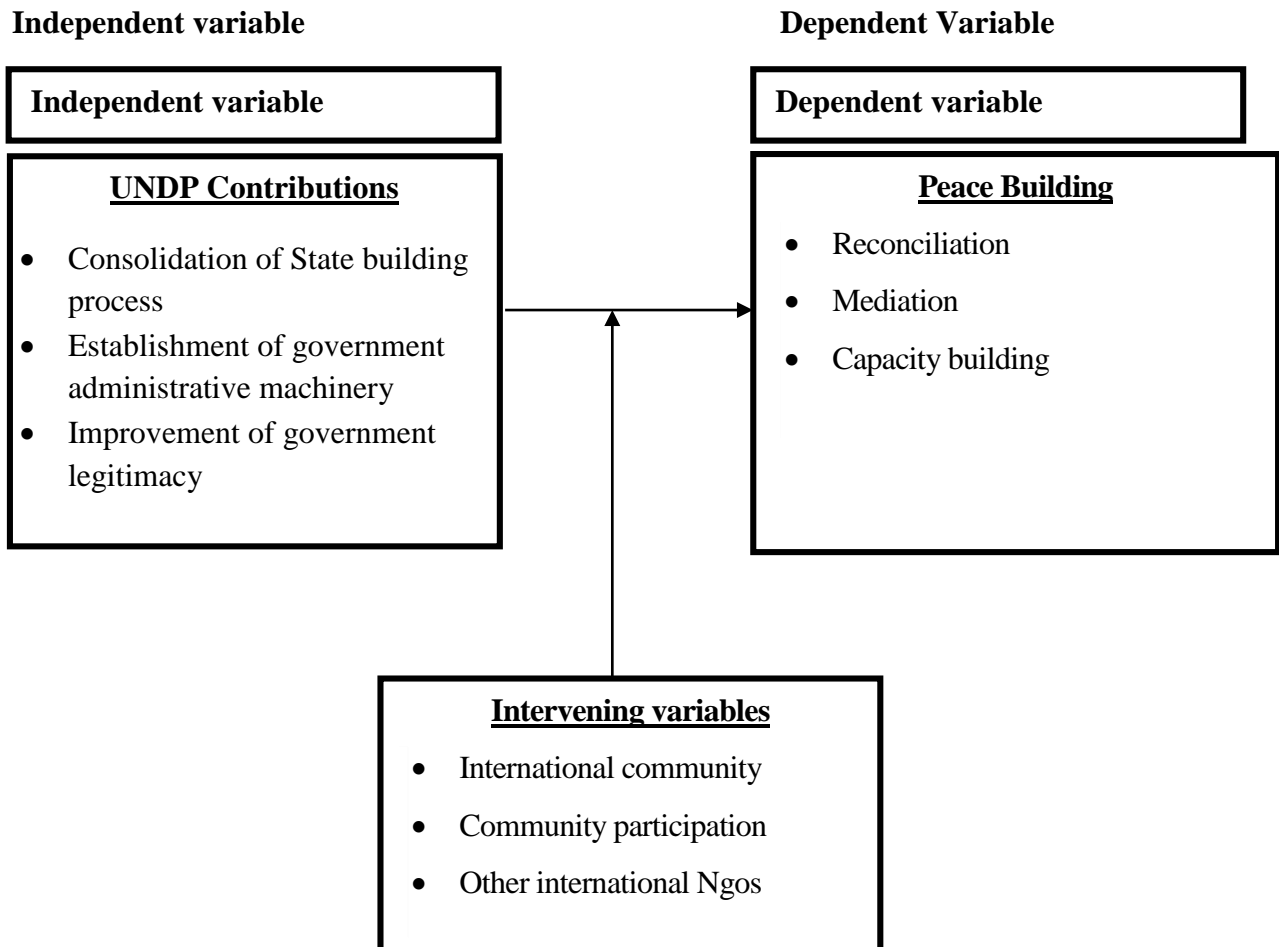 Independent variable
Dependent Variable
Independent variable
Dependent variable
UNDP Contributions
• Consolidation of State building
process
• Establishment of government
administrative machinery
• Improvement of government
legitimacy
Peace Building
• Reconciliation
• Mediation
• Capacity building
Intervening variables
• International community
• Community participation
• Other international Ngos